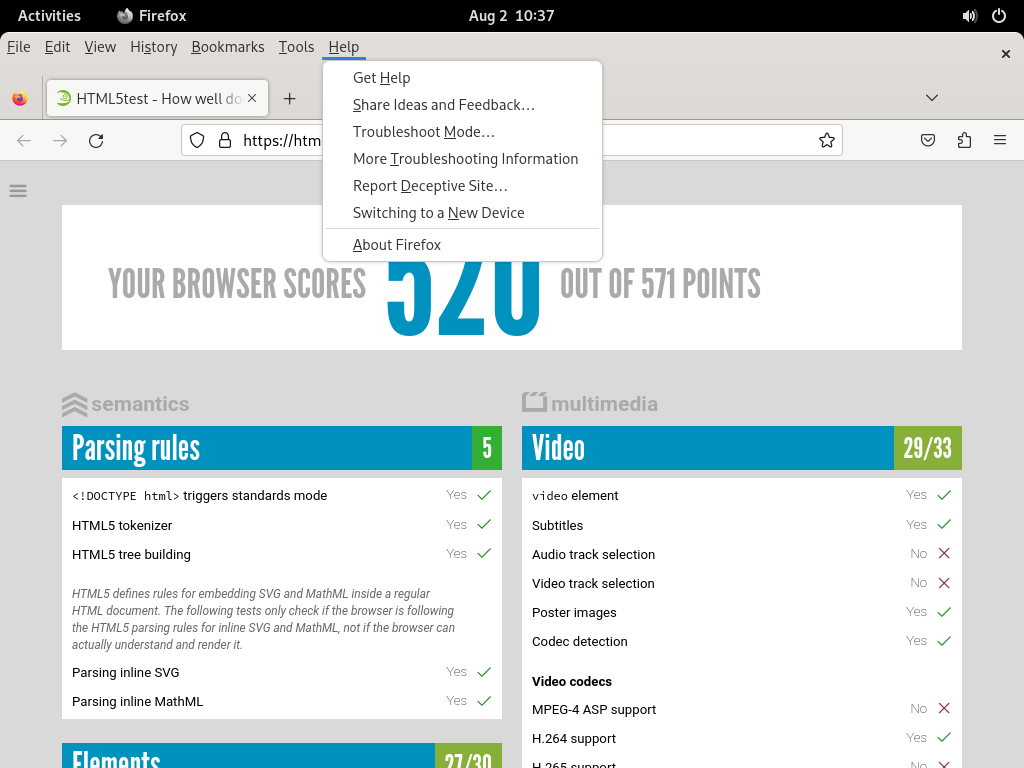 Activities Firefox Aug 2 10:37
File Edit View History Bookmarks Tools Help
Get Help
Share Ideas and Feedback…
Troubleshoot Mode…
More Troubleshooting Information
Report Deceptive Site…
Switching to a New Device
About Firefox
HTML5test - How well do
https://htm
YOUR BROWSER SCORES 520 OUT OF 571 POINTS
semantics
Parsing rules 5
<!DOCTYPE html> triggers standards mode Yes
HTML5 tokenizer Yes
HTML5 tree building Yes
HTML5 defines rules for embedding SVG and MathML inside a regular
HTML document. The following tests only check if the browser is following
the HTML5 parsing rules for inline SVG and MathML, not if the browser can
actually understand and render it.
Parsing inline SVG Yes
Parsing inline MathML Yes
Elements 27/30
multimedia
Video 29/33
video element Yes
Subtitles Yes
Audio track selection No
Video track selection No
Poster images Yes
Codec detection Yes
Video codecs
MPEG-4 ASP support No
H.264 support Yes
H.265 support No